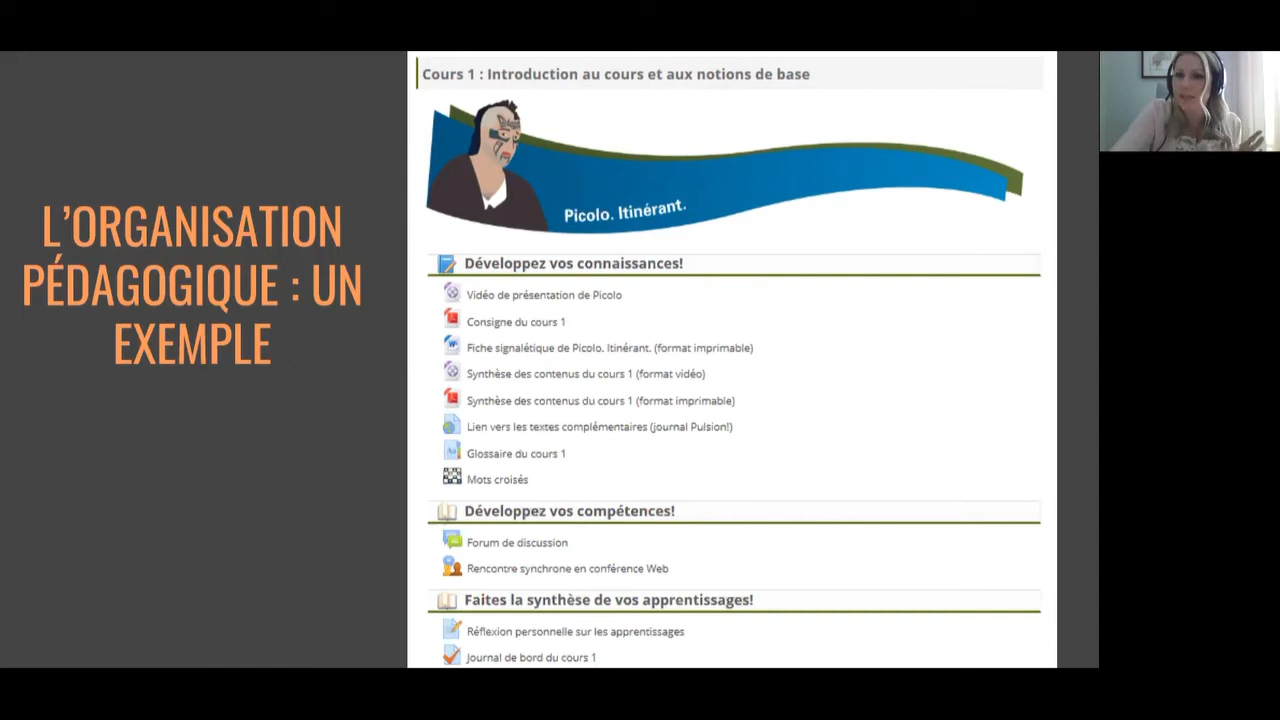 L’ORGANISATION
PÉDAGOGIQUE : UN
EXEMPLE
Cours 1 : Introduction au cours et aux notions de base
Picolo. Itinérant.
Développez vos connaissances!
Vidéo de présentation de Picolo
Consigne du cours 1
Fiche signalétique de Picolo. Itinérant. (format imprimable)
Synthèse des contenus du cours 1 (format vidéo)
Synthèse des contenus du cours 1 (format imprimable)
Lien vers les textes complémentaires (journal Pulsion!)
Glossaire du cours 1
Mots croisés
Développez vos compétences!
Forum de discussion
Rencontre synchrone en conférence Web
Faites la synthèse de vos apprentissages!
Réflexion personnelle sur les apprentissages
Journal de bord du cours 1